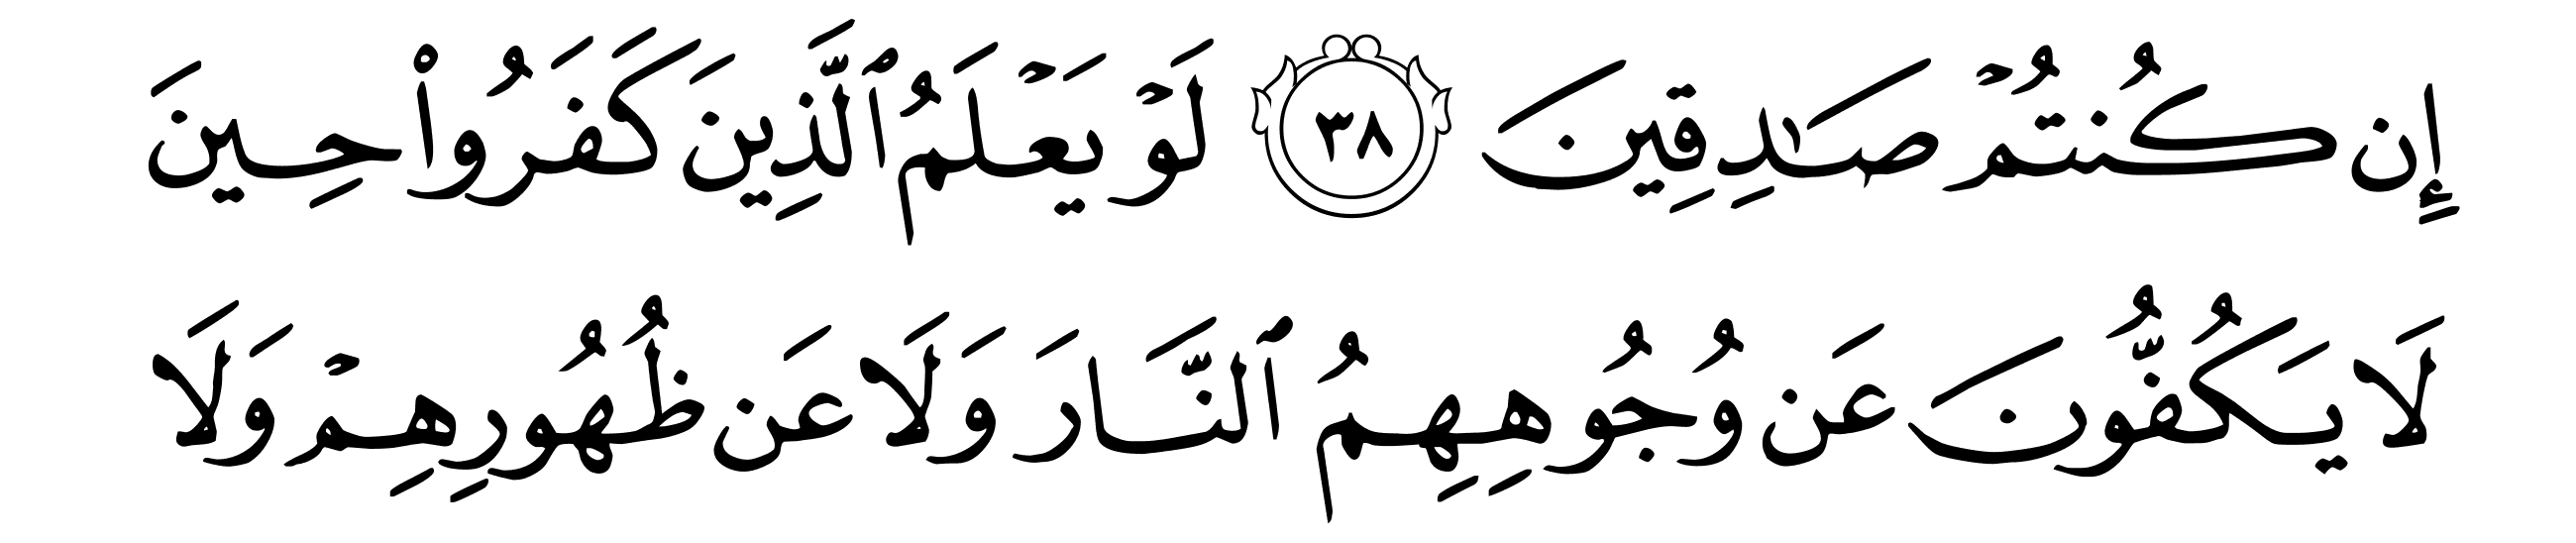 إِن كُنتُمۡ صَـٰدِقِينَ ٣٨ لَوۡ يَعۡلَمُ ٱلَّذِينَ كَفَرُواْ حِينَ
لَا يَكُفُّونَ عَن وُجُوهِهِمُ ٱلنَّارَ وَلَا عَن ظُهُورِهِمۡ وَلَا